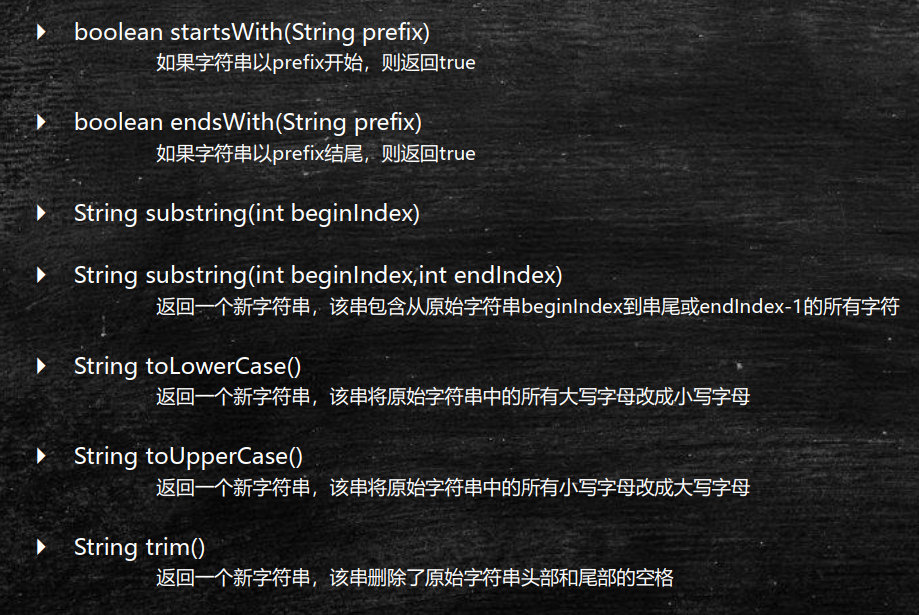 boolean startsWith(String prefix)
如果字符串以prefix开始，则返回true
boolean endsWith(String prefix)
如果字符串以prefix结尾，则返回true
String substring(int beginIndex)
String substring(int beginIndex,int endIndex)
返回一个新字符串，该串包含从原始字符串beginIndex到串尾或endIndex-1的所有字符
String toLowerCase()
返回一个新字符串，该串将原始字符串中的所有大写字母改成小写字母
String toUpperCase()
返回一个新字符串，该串将原始字符串中的所有小写字母改成大写字母
String trim()
返回一个新字符串，该串删除了原始字符串头部和尾部的空格